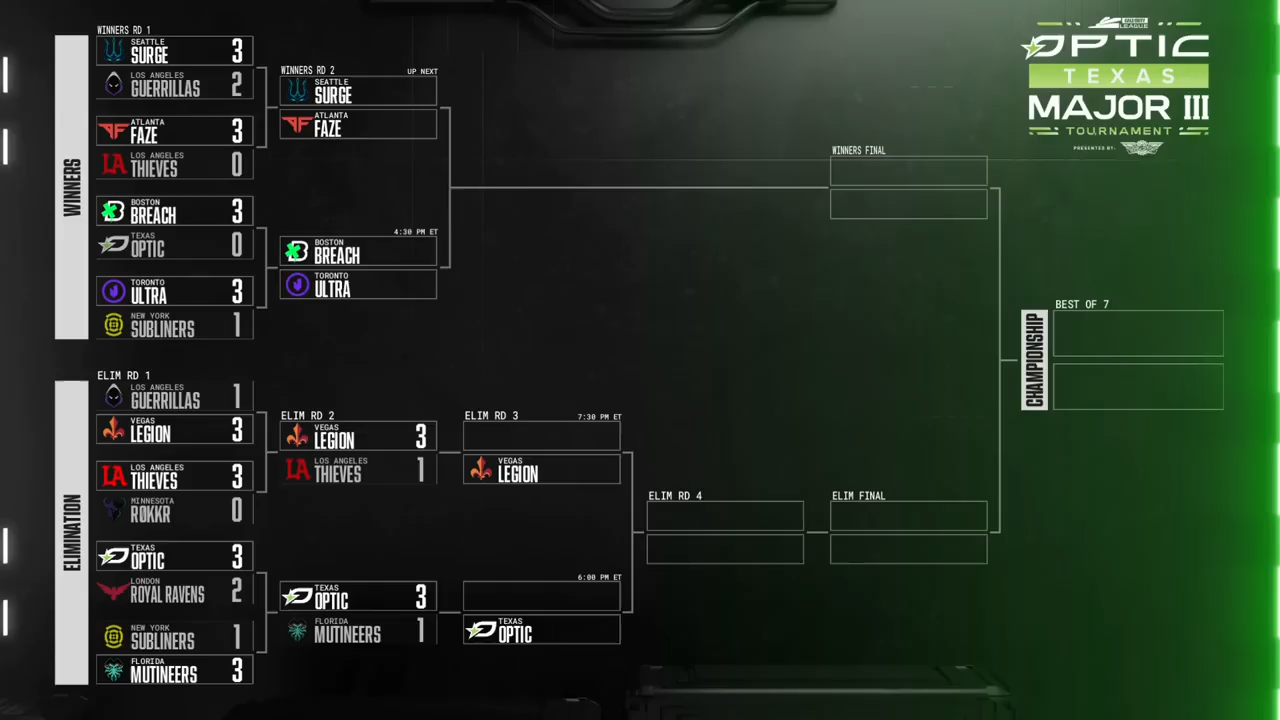 CALL OF DUTY LEAGUE
OPTIC
TEXAS
MAJOR III
TOURNAMENT
PRESENTED BY:
WINNERS
WINNERS RD 1
SEATTLE
SURGE 3
LOS ANGELES
GUERRILLAS 2
ATLANTA
FAZE 3
LOS ANGELES
THIEVES 0
BOSTON
BREACH 3
TEXAS
OPTIC 0
TORONTO
ULTRA 3
NEW YORK
SUBLINERS 1
WINNERS RD 2 UP NEXT
SEATTLE
SURGE
ATLANTA
FAZE
4:30 PM ET
BOSTON
BREACH
TORONTO
ULTRA
WINNERS FINAL
CHAMPIONSHIP
BEST OF 7
ELIMINATION
ELIM RD 1
LOS ANGELES
GUERRILLAS 1
VEGAS
LEGION 3
LA
LOS ANGELES
THIEVES 3
MINNESOTA
RØKKR 0
TEXAS
OPTIC 3
LONDON
ROYAL RAVENS 2
NEW YORK
SUBLINERS 1
FLORIDA
MUTINEERS 3
ELIM RD 2
VEGAS
LEGION 3
LA
LOS ANGELES
THIEVES 1
TEXAS
OPTIC 3
FLORIDA
MUTINEERS 1
ELIM RD 3 7:30 PM ET
VEGAS
LEGION
6:00 PM ET
TEXAS
OPTIC
ELIM RD 4
ELIM FINAL